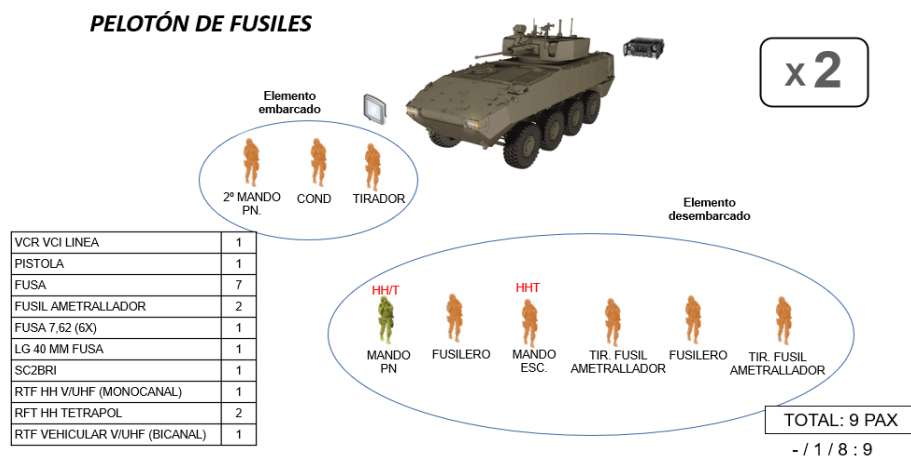 PELOTÓN DE FUSILES
x 2
Elemento
embarcado
2º MANDO
PN.
COND
TIRADOR
Elemento
desembarcado
VCR VCI LINEA 1
PISTOLA 1
FUSA 7
FUSIL AMETRALLADOR 2
FUSA 7,62 (6X) 1
LG 40 MM FUSA 1
SC2BRI 1
RTF HH V/UHF (MONOCANAL) 1
RFT HH TETRAPOL 2
RTF VEHICULAR V/UHF (BICANAL) 1
HH/T
MANDO
PN
FUSILERO
HHT
MANDO
ESC.
TIR. FUSIL
AMETRALLADOR
FUSILERO
TIR. FUSIL
AMETRALLADOR
TOTAL: 9 PAX
- / 1 / 8 : 9